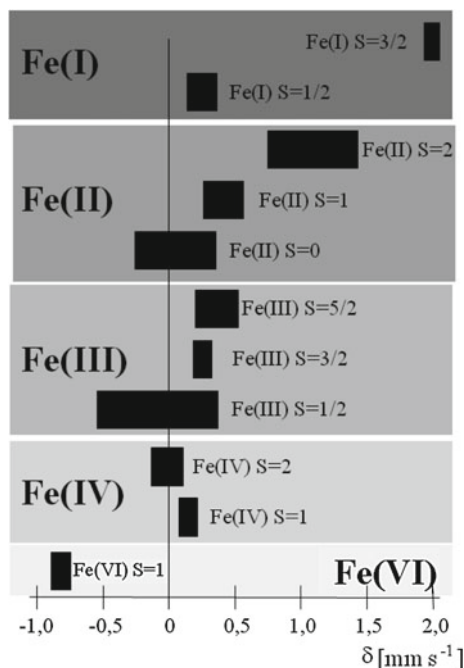 Fe(I)
Fe(I) S=3/2
Fe(I) S=1/2
Fe(II)
Fe(II) S=2
Fe(II) S=1
Fe(II) S=0
Fe(III)
Fe(III) S=5/2
Fe(III) S=3/2
Fe(III) S=1/2
Fe(IV)
Fe(IV) S=2
Fe(IV) S=1
Fe(VI) S=1
Fe(VI)
-1,0 -0,5 0 0,5 1,0 1,5 2,0
δ [mm s⁻¹]